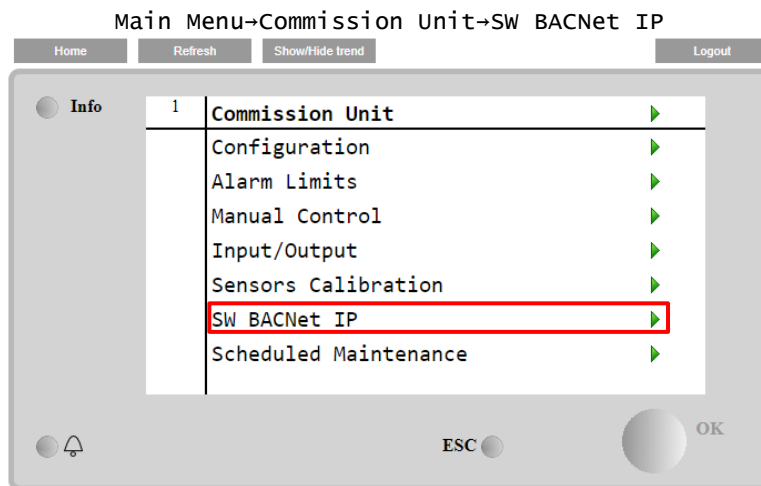 Main Menu→Commission Unit→SW BACNet IP
Home Refresh Show/Hide trend Logout
Info 1 Commission Unit
Configuration
Alarm Limits
Manual Control
Input/Output
Sensors Calibration
SW BACNet IP
Scheduled Maintenance
ESC OK